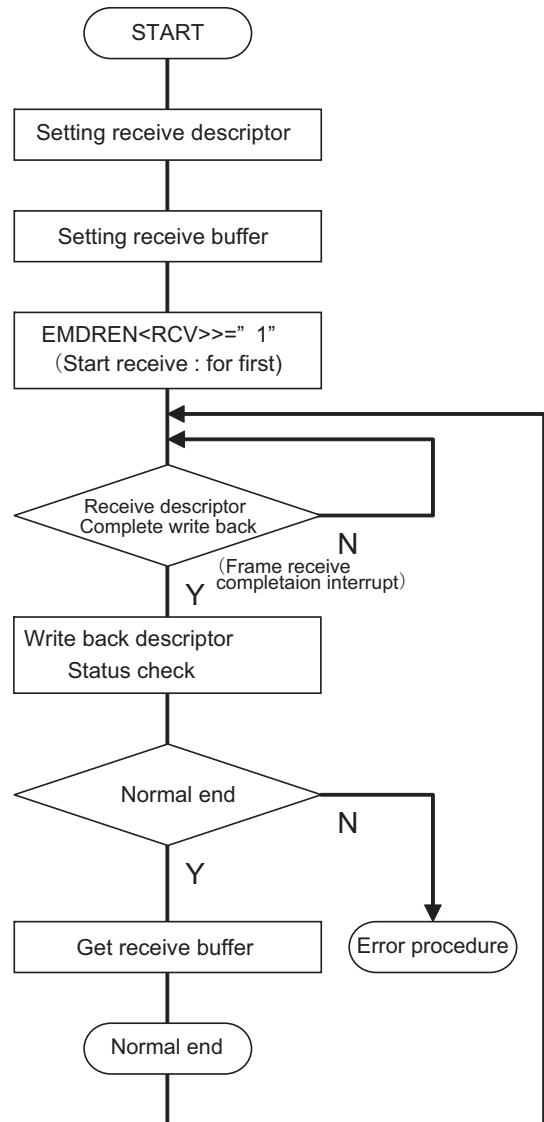 START
Setting receive descriptor
Setting receive buffer
EMDREN<RCV>>=” 1”
（Start receive : for first)
Receive descriptor
Complete write back
N
（Frame receive
completaion interrupt）
Y
Write back descriptor
Status check
Normal end
N
Y
Get receive buffer
Error procedure
Normal end